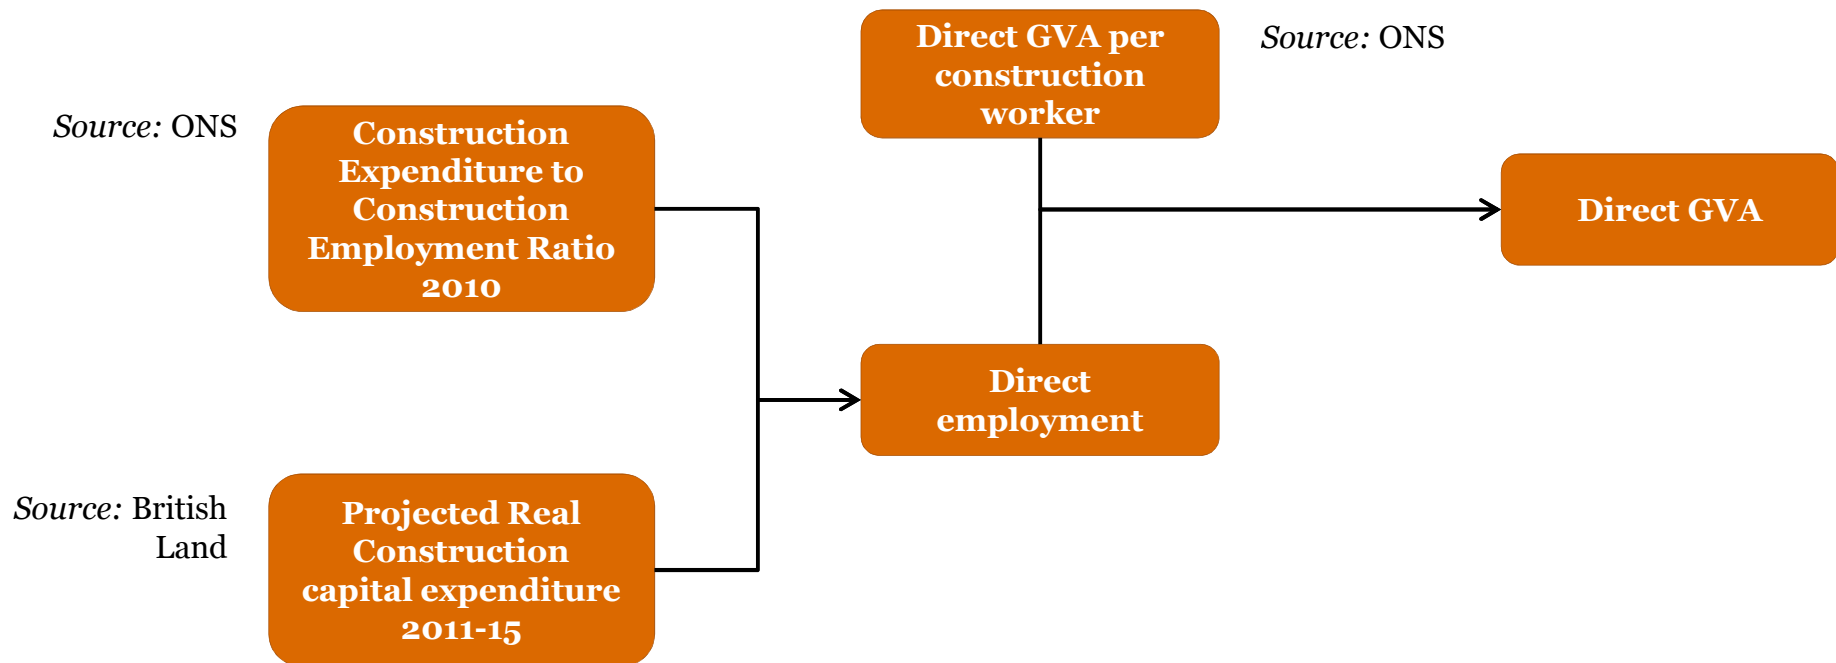 Direct GVA per
construction
worker
Source: ONS
Source: ONS
Construction
Expenditure to
Construction
Employment Ratio
2010
Direct GVA
Direct
employment
Source: British
Land
Projected Real
Construction
capital expenditure
2011-15